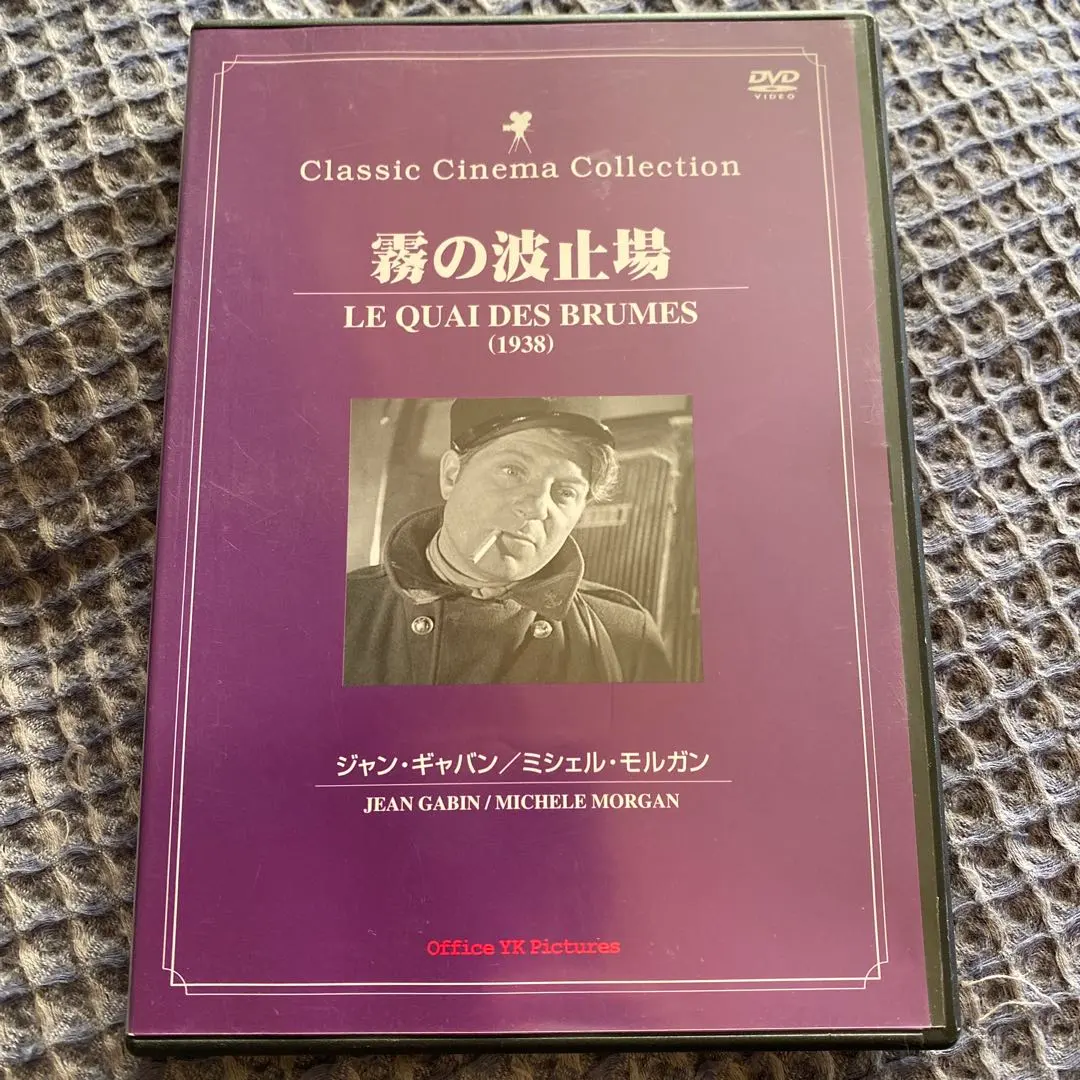 DVD
VIDEO
Classic Cinema Collection
霧の波止場
LE QUAI DES BRUMES
(1938)
ジャン・ギャバン／ミシェル・モルガン
JEAN GABIN / MICHELE MORGAN
Office YK Pictures